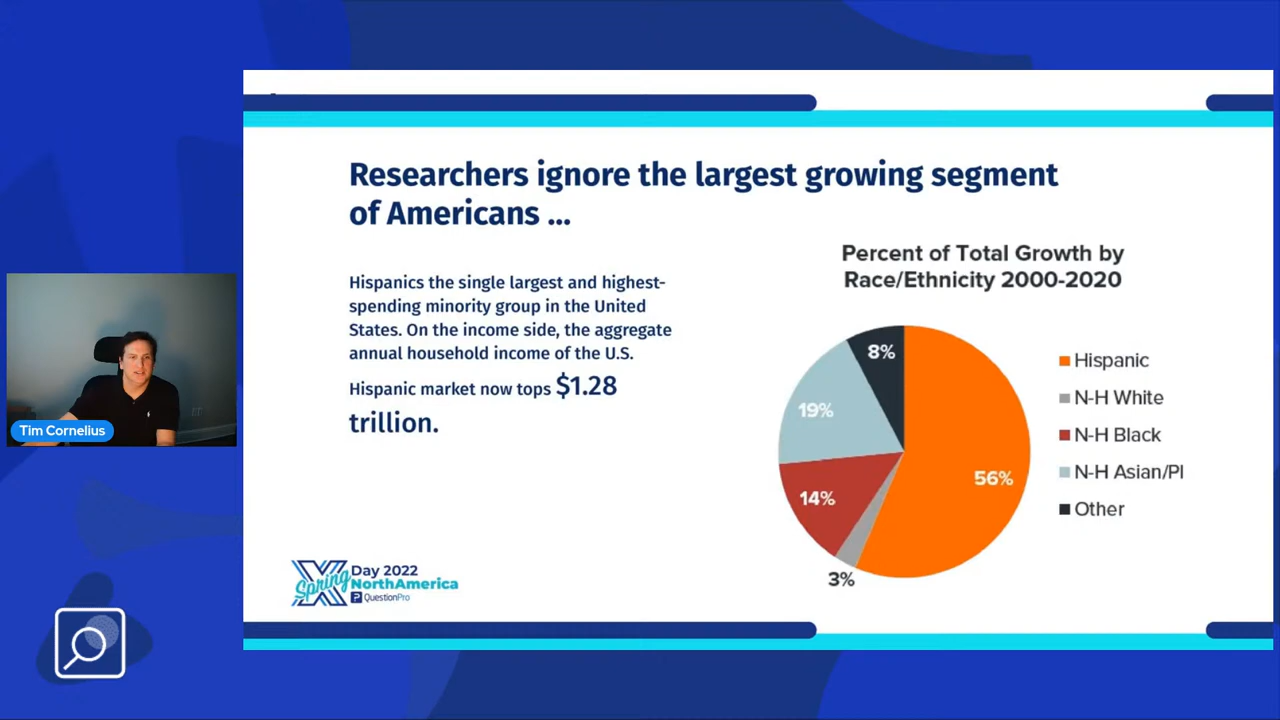 Researchers ignore the largest growing segment
of Americans ...
Hispanics the single largest and highest-
spending minority group in the United
States. On the income side, the aggregate
annual household income of the U.S.
Hispanic market now tops $1.28
trillion.
Percent of Total Growth by
Race/Ethnicity 2000-2020
8%
19%
56%
14%
3%
Hispanic
N-H White
N-H Black
N-H Asian/PI
Other
Tim Cornelius
X
Spring
Day 2022
NorthAmerica
P QuestionPro